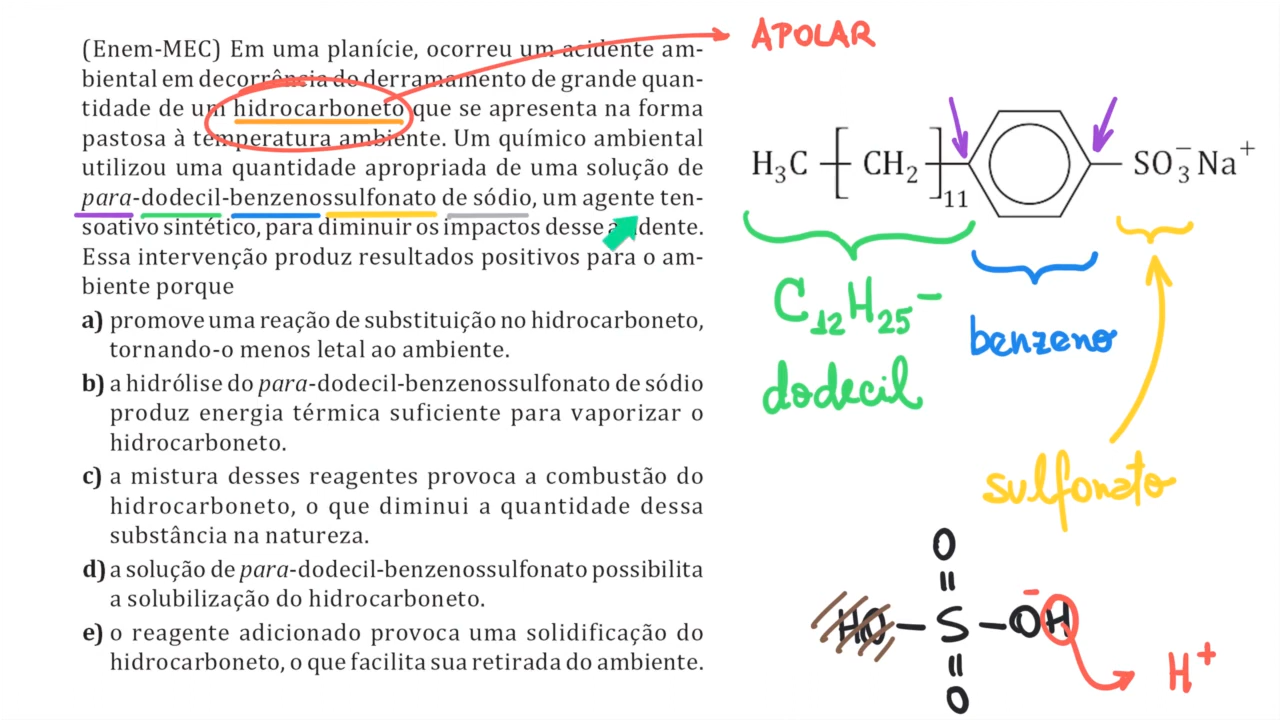 (Enem-MEC) Em uma planície, ocorreu um acidente am-
biental em decorrência do derramamento de grande quan-
tidade de um hidrocarboneto que se apresenta na forma
pastosa à temperatura ambiente. Um químico ambiental
utilizou uma quantidade apropriada de uma solução de
para-dodecil-benzenossulfonato de sódio, um agente ten-
soativo sintético, para diminuir os impactos desse acidente.
Essa intervenção produz resultados positivos para o am-
biente porque
a) promove uma reação de substituição no hidrocarboneto,
tornando-o menos letal ao ambiente.
b) a hidrólise do para-dodecil-benzenossulfonato de sódio
produz energia térmica suficiente para vaporizar o
hidrocarboneto.
c) a mistura desses reagentes provoca a combustão do
hidrocarboneto, o que diminui a quantidade dessa
substância na natureza.
d) a solução de para-dodecil-benzenossulfonato possibilita
a solubilização do hidrocarboneto.
e) o reagente adicionado provoca uma solidificação do
hidrocarboneto, o que facilita sua retirada do ambiente.
APOLAR
H₃C [ CH₂ ]₁₁ SO₃⁻Na⁺
C₁₂H₂₅⁻
benzeno
dodecil
sulfonato
O
HO – S – O⁻H
O
H⁺